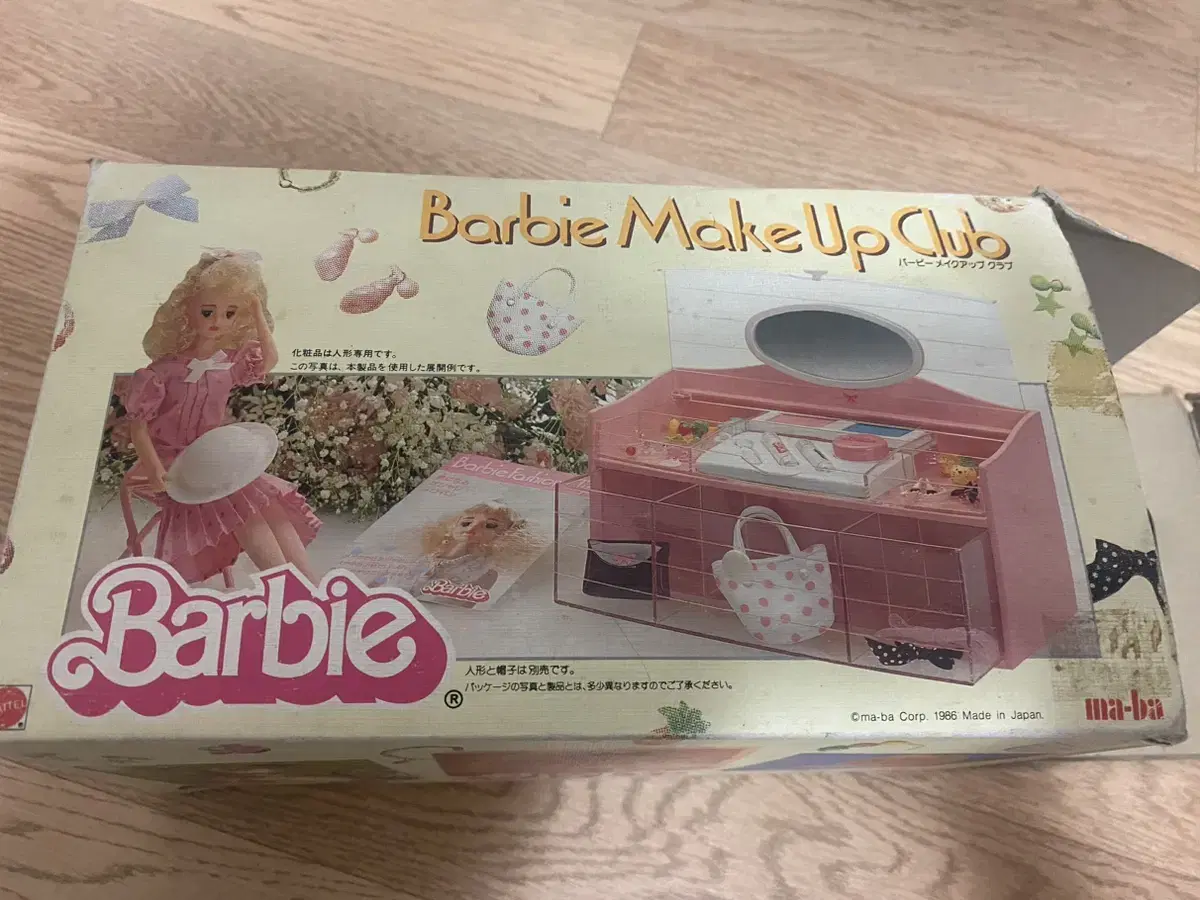 Barbie Make Up Club
バービー メイクアップ クラブ
化粧品は人形専用です。
この写真は、本製品を使用した展開例です。
Barbie
Barbie
Barbie
®
人形と帽子は別売です。
パッケージの写真と製品とは、多少異なりますのでご了承ください。
©ma-ba Corp. 1986 Made in Japan.
ma-ba
MATTEL